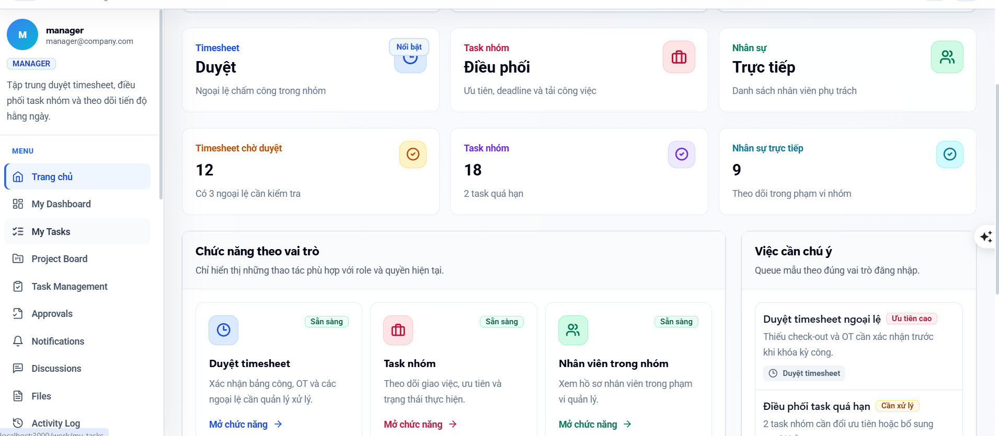 M
manager
manager@company.com
MANAGER
Tập trung duyệt timesheet, điều
phối task nhóm và theo dõi tiến độ
hằng ngày.
MENU
Trang chủ
My Dashboard
My Tasks
Project Board
Task Management
Approvals
Notifications
Discussions
Files
Activity Log
localhost:3000/work/my-tasks
Timesheet
Nổi bật
Duyệt
Ngoại lệ chấm công trong nhóm
Task nhóm
Điều phối
Ưu tiên, deadline và tải công việc
Nhân sự
Trực tiếp
Danh sách nhân viên phụ trách
Timesheet chờ duyệt
12
Có 3 ngoại lệ cần kiểm tra
Task nhóm
18
2 task quá hạn
Nhân sự trực tiếp
9
Theo dõi trong phạm vi nhóm
Chức năng theo vai trò
Chỉ hiển thị những thao tác phù hợp với role và quyền hiện tại.
Sẵn sàng
Duyệt timesheet
Xác nhận bảng công, OT và các
ngoại lệ cần quản lý xử lý.
Mở chức năng
Sẵn sàng
Task nhóm
Theo dõi giao việc, ưu tiên và
trạng thái thực hiện.
Mở chức năng
Sẵn sàng
Nhân viên trong nhóm
Xem hồ sơ nhân viên trong phạm
vi quản lý.
Mở chức năng
Việc cần chú ý
Queue mẫu theo đúng vai trò đăng nhập.
Duyệt timesheet ngoại lệ
Ưu tiên cao
Thiếu check-out và OT cần xác nhận trước
khi khóa kỳ công.
Duyệt timesheet
Điều phối task quá hạn
Cần xử lý
2 task nhóm cần đổi ưu tiên hoặc bổ sung